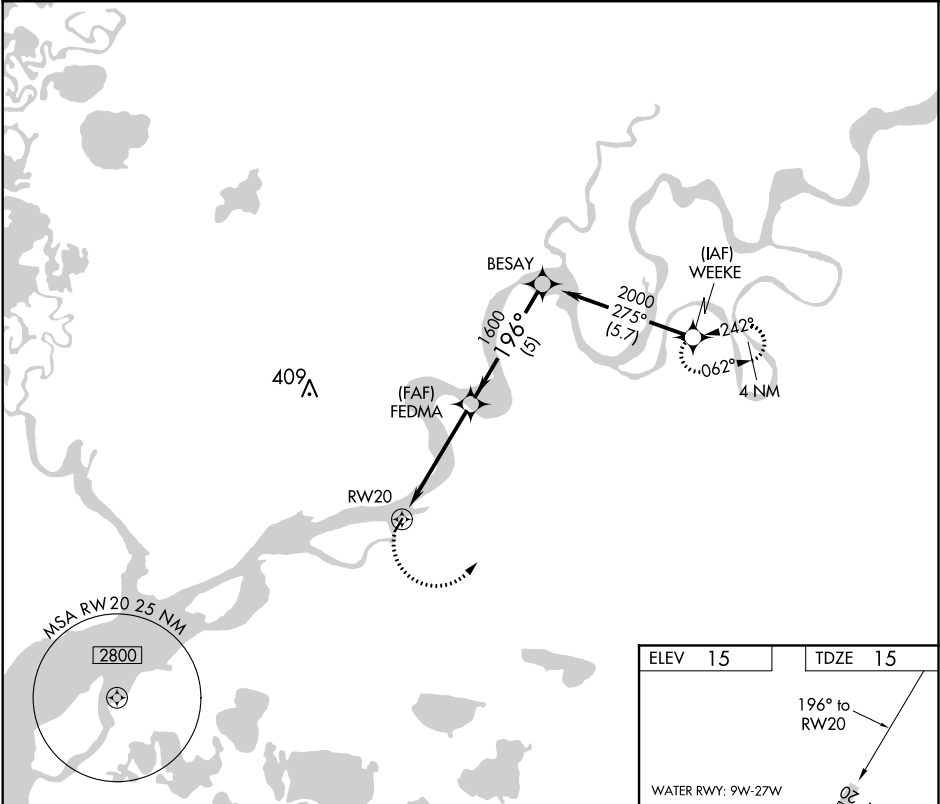 (IAF)
WEEKE
BESAY
2000
275°
(5.7)
242°
062°
4 NM
1600
196°
(5)
409
(FAF)
FEDMA
RW20
MSA RW20 25 NM
2800
ELEV 15
TDZE 15
196° to
RW20
WATER RWY: 9W-27W
20